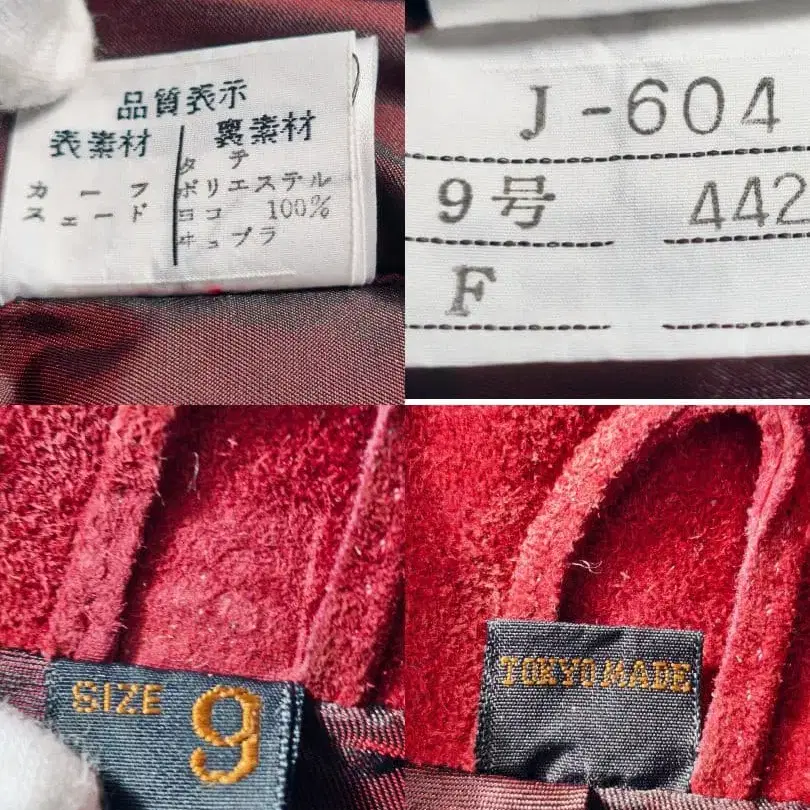 品質表示
表素材
裏素材
カーフ
スェード
タテ
ポリエステル
ヨコ 100%
キュプラ
J-604
9号 442
F
SIZE 9
TOKYO MADE